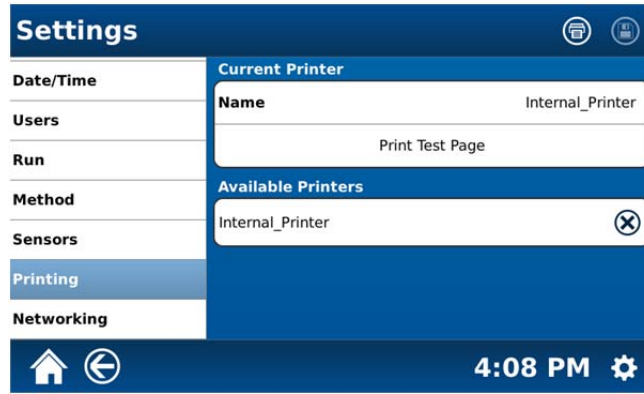 Settings
Date/Time
Users
Run
Method
Sensors
Printing
Networking
Current Printer
Name Internal_Printer
Print Test Page
Available Printers
Internal_Printer
4:08 PM